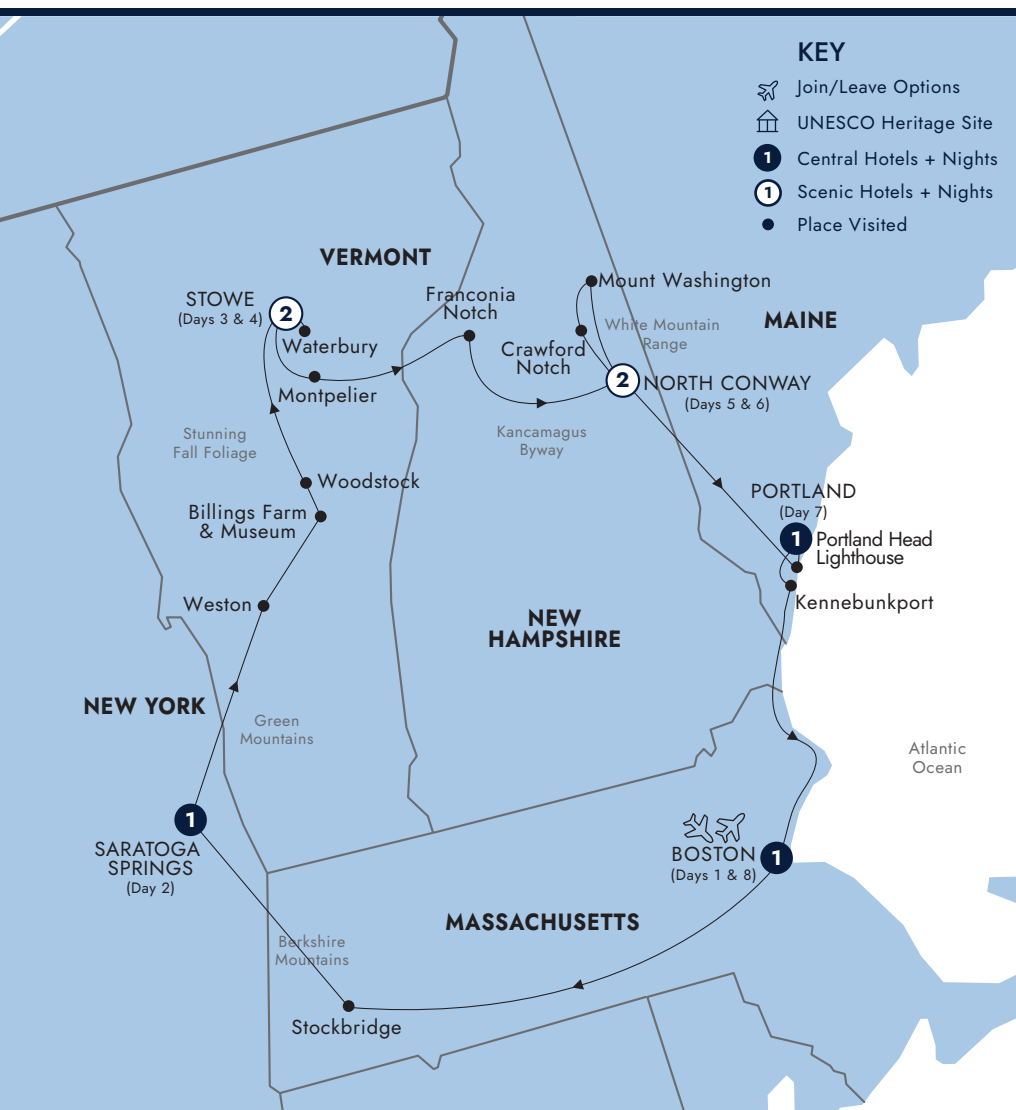 KEY
Join/Leave Options
UNESCO Heritage Site
1 Central Hotels + Nights
1 Scenic Hotels + Nights
Place Visited
VERMONT
STOWE
(Days 3 & 4)
2
Waterbury
Montpelier
Franconia
Notch
Mount Washington
White Mountain
Range
MAINE
Crawford
Notch
2
NORTH CONWAY
(Days 5 & 6)
Kancamagus
Byway
Stunning
Fall Foliage
Woodstock
Billings Farm
& Museum
PORTLAND
(Day 7)
1
Portland Head
Lighthouse
Kennebunkport
Weston
NEW
HAMPSHIRE
NEW YORK
Green
Mountains
Atlantic
Ocean
1
SARATOGA
SPRINGS
(Day 2)
BOSTON
(Days 1 & 8)
1
MASSACHUSETTS
Berkshire
Mountains
Stockbridge